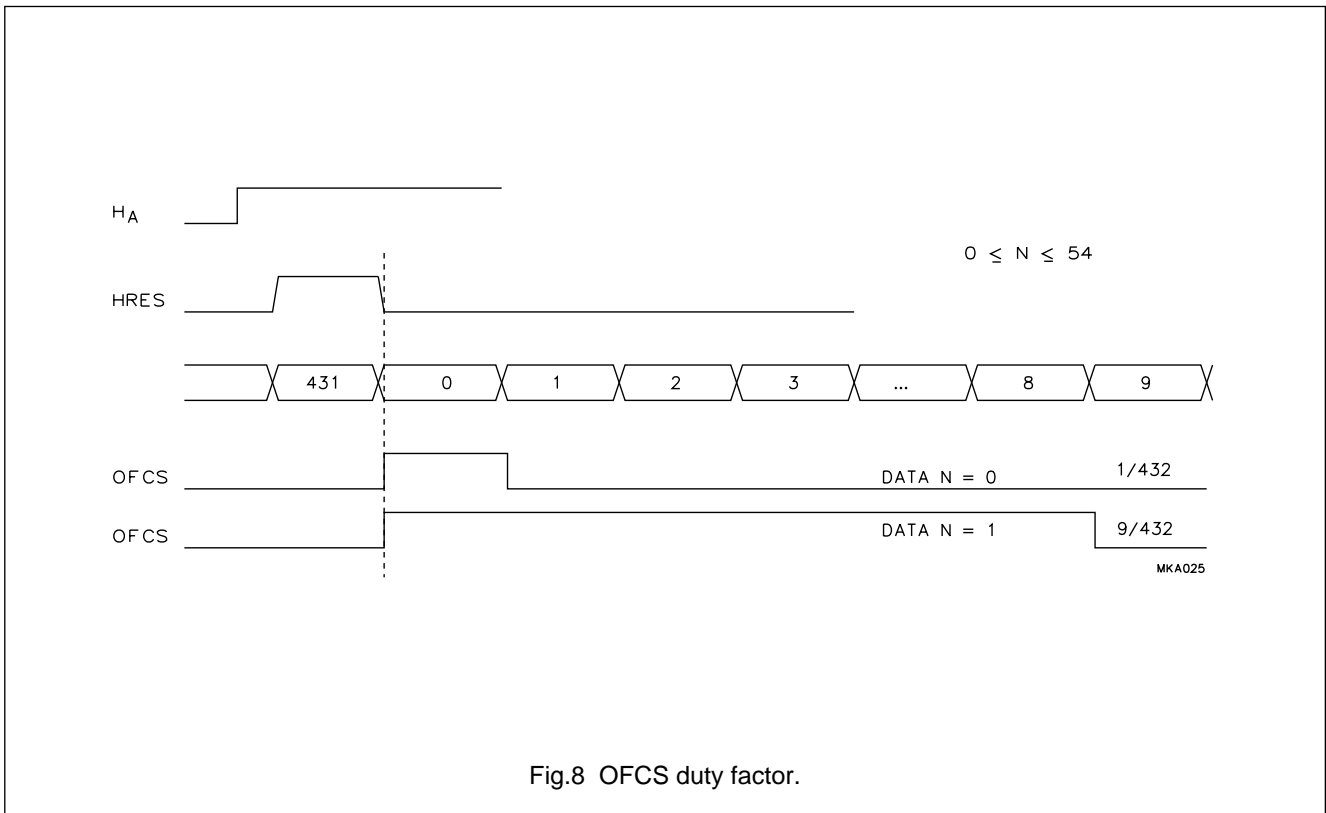 HA
0 ≤ N ≤ 54
HRES
431 0 1 2 3 ... 8 9
OFCS DATA N = 0 1/432
OFCS DATA N = 1 9/432
MKA025
Fig.8 OFCS duty factor.